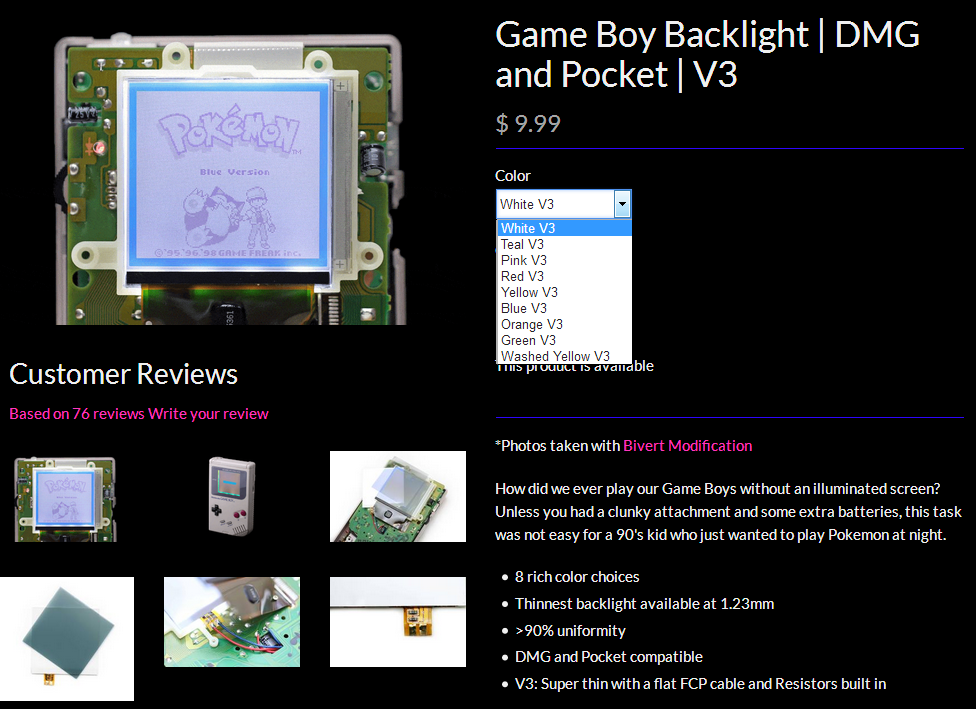 Game Boy Backlight | DMG
and Pocket | V3
$ 9.99
Color
White V3
White V3
Teal V3
Pink V3
Red V3
Yellow V3
Blue V3
Orange V3
Green V3
Washed Yellow V3
This product is available
*Photos taken with Bivert Modification
How did we ever play our Game Boys without an illuminated screen?
Unless you had a clunky attachment and some extra batteries, this task
was not easy for a 90's kid who just wanted to play Pokemon at night.
8 rich color choices
Thinnest backlight available at 1.23mm
>90% uniformity
DMG and Pocket compatible
V3: Super thin with a flat FCP cable and Resistors built in
POKéMON
Blue Version
©'95,'96,'98 GAME FREAK inc.
Customer Reviews
Based on 76 reviews Write your review